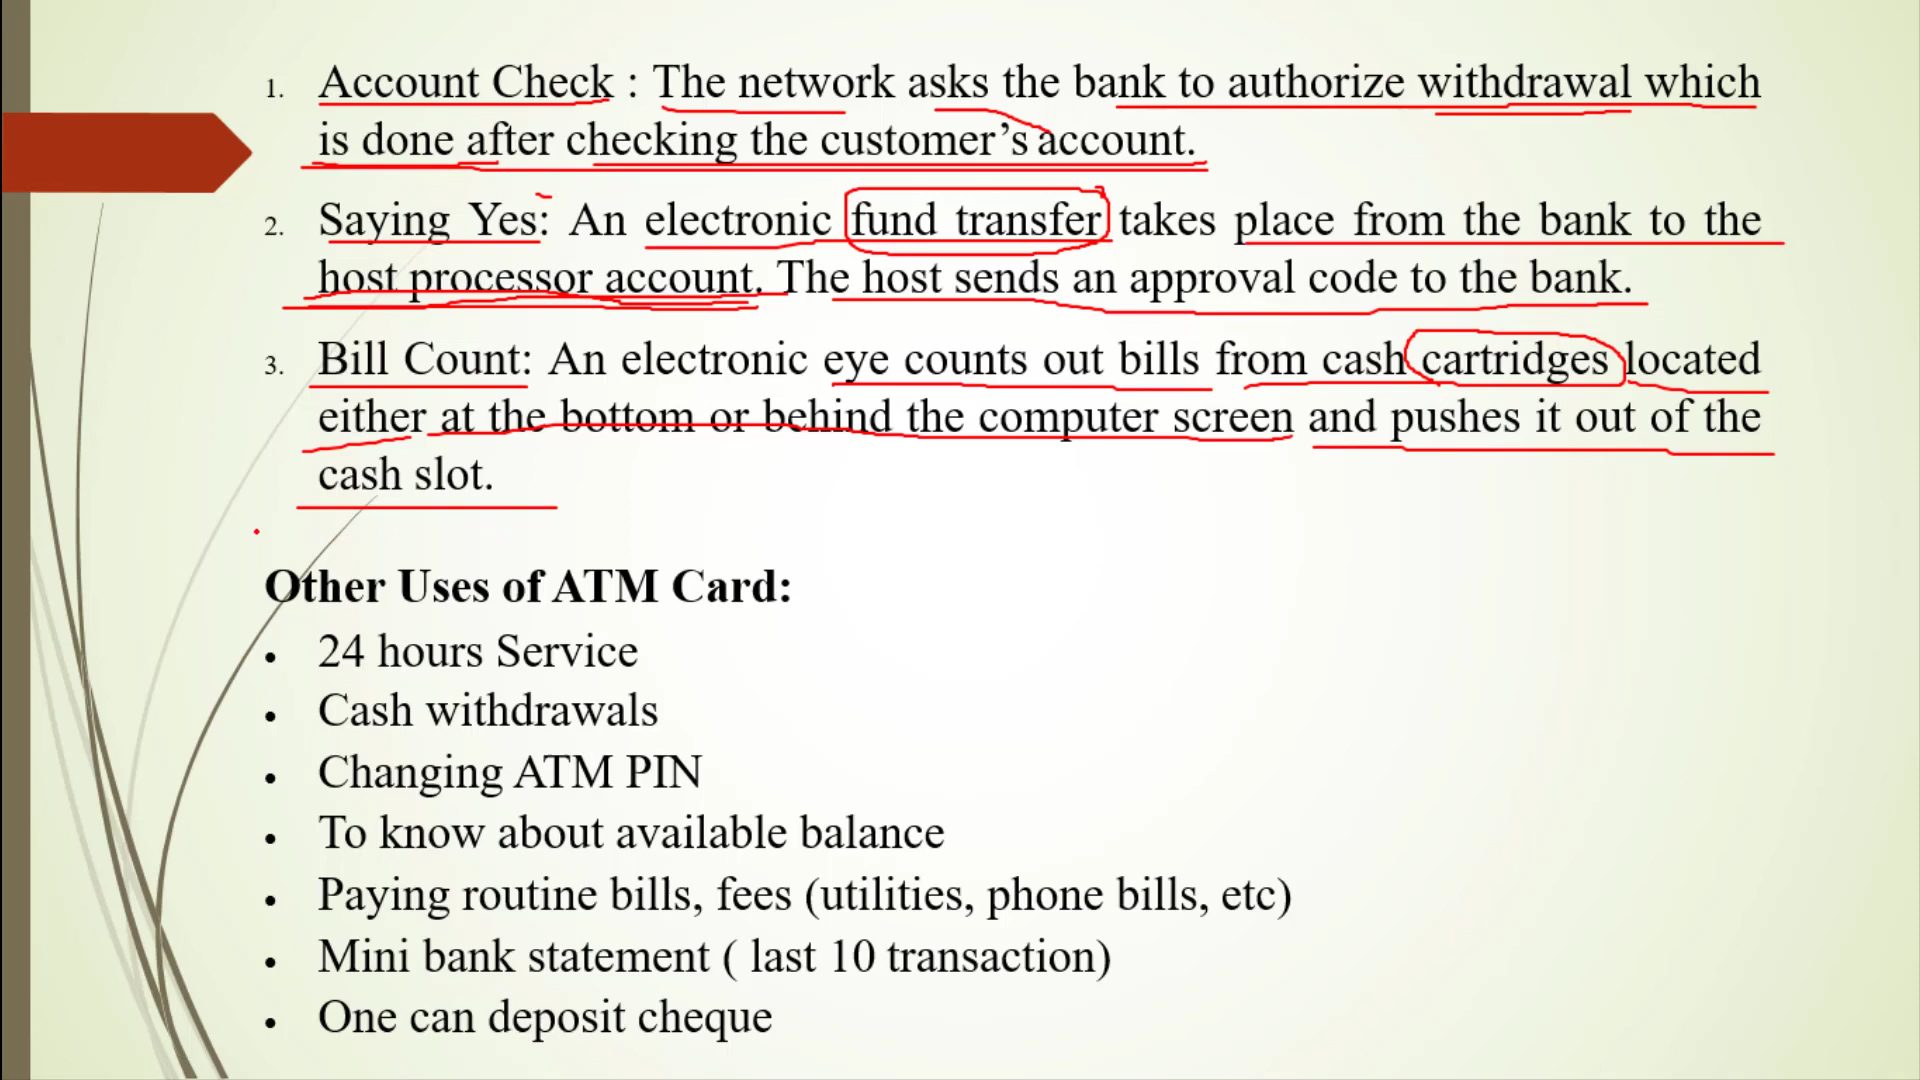 1. Account Check : The network asks the bank to authorize withdrawal which
is done after checking the customer’s account.
2. Saying Yes: An electronic fund transfer takes place from the bank to the
host processor account. The host sends an approval code to the bank.
3. Bill Count: An electronic eye counts out bills from cash cartridges located
either at the bottom or behind the computer screen and pushes it out of the
cash slot.
Other Uses of ATM Card:
• 24 hours Service
• Cash withdrawals
• Changing ATM PIN
• To know about available balance
• Paying routine bills, fees (utilities, phone bills, etc)
• Mini bank statement ( last 10 transaction)
• One can deposit cheque